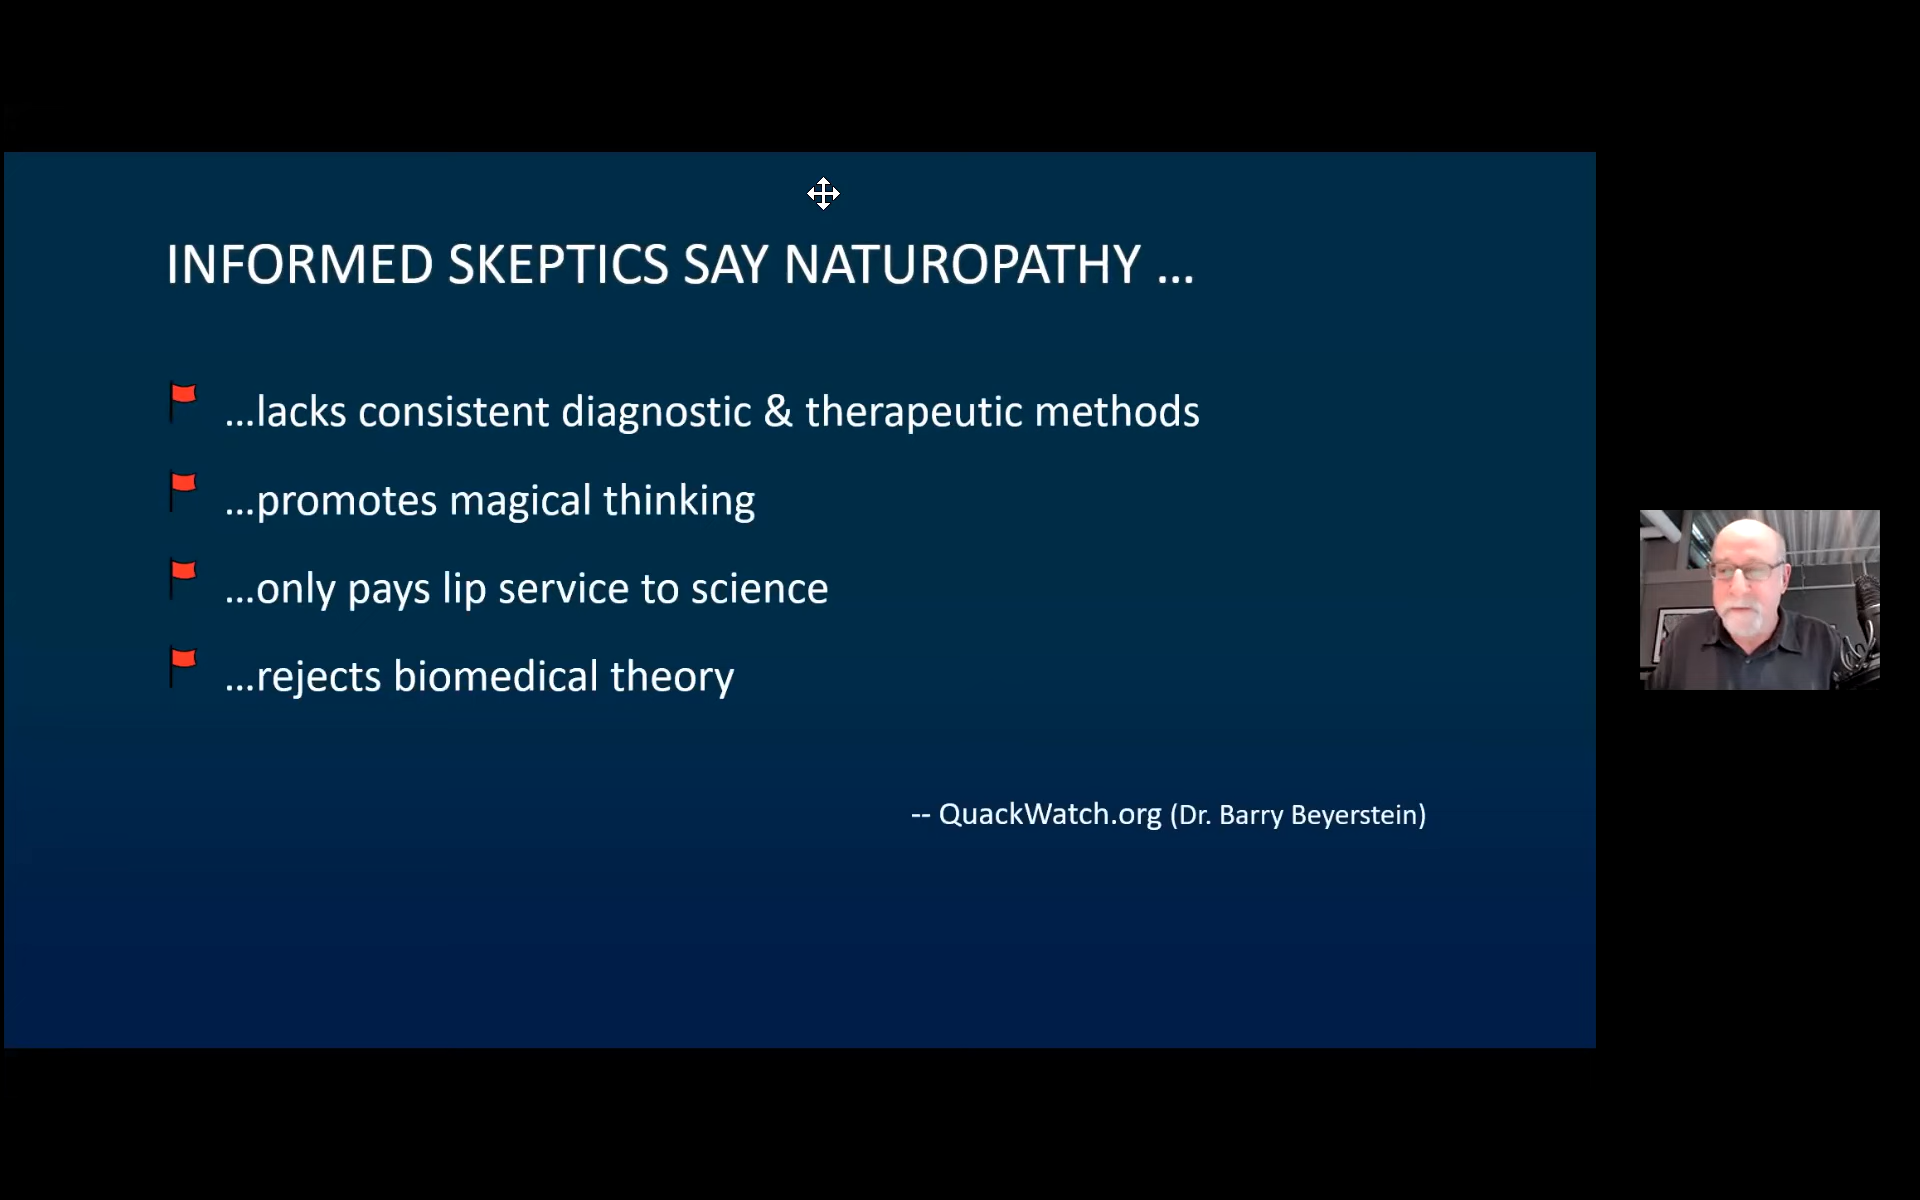 INFORMED SKEPTICS SAY NATUROPATHY ...
...lacks consistent diagnostic & therapeutic methods
...promotes magical thinking
...only pays lip service to science
...rejects biomedical theory
-- QuackWatch.org (Dr. Barry Beyerstein)